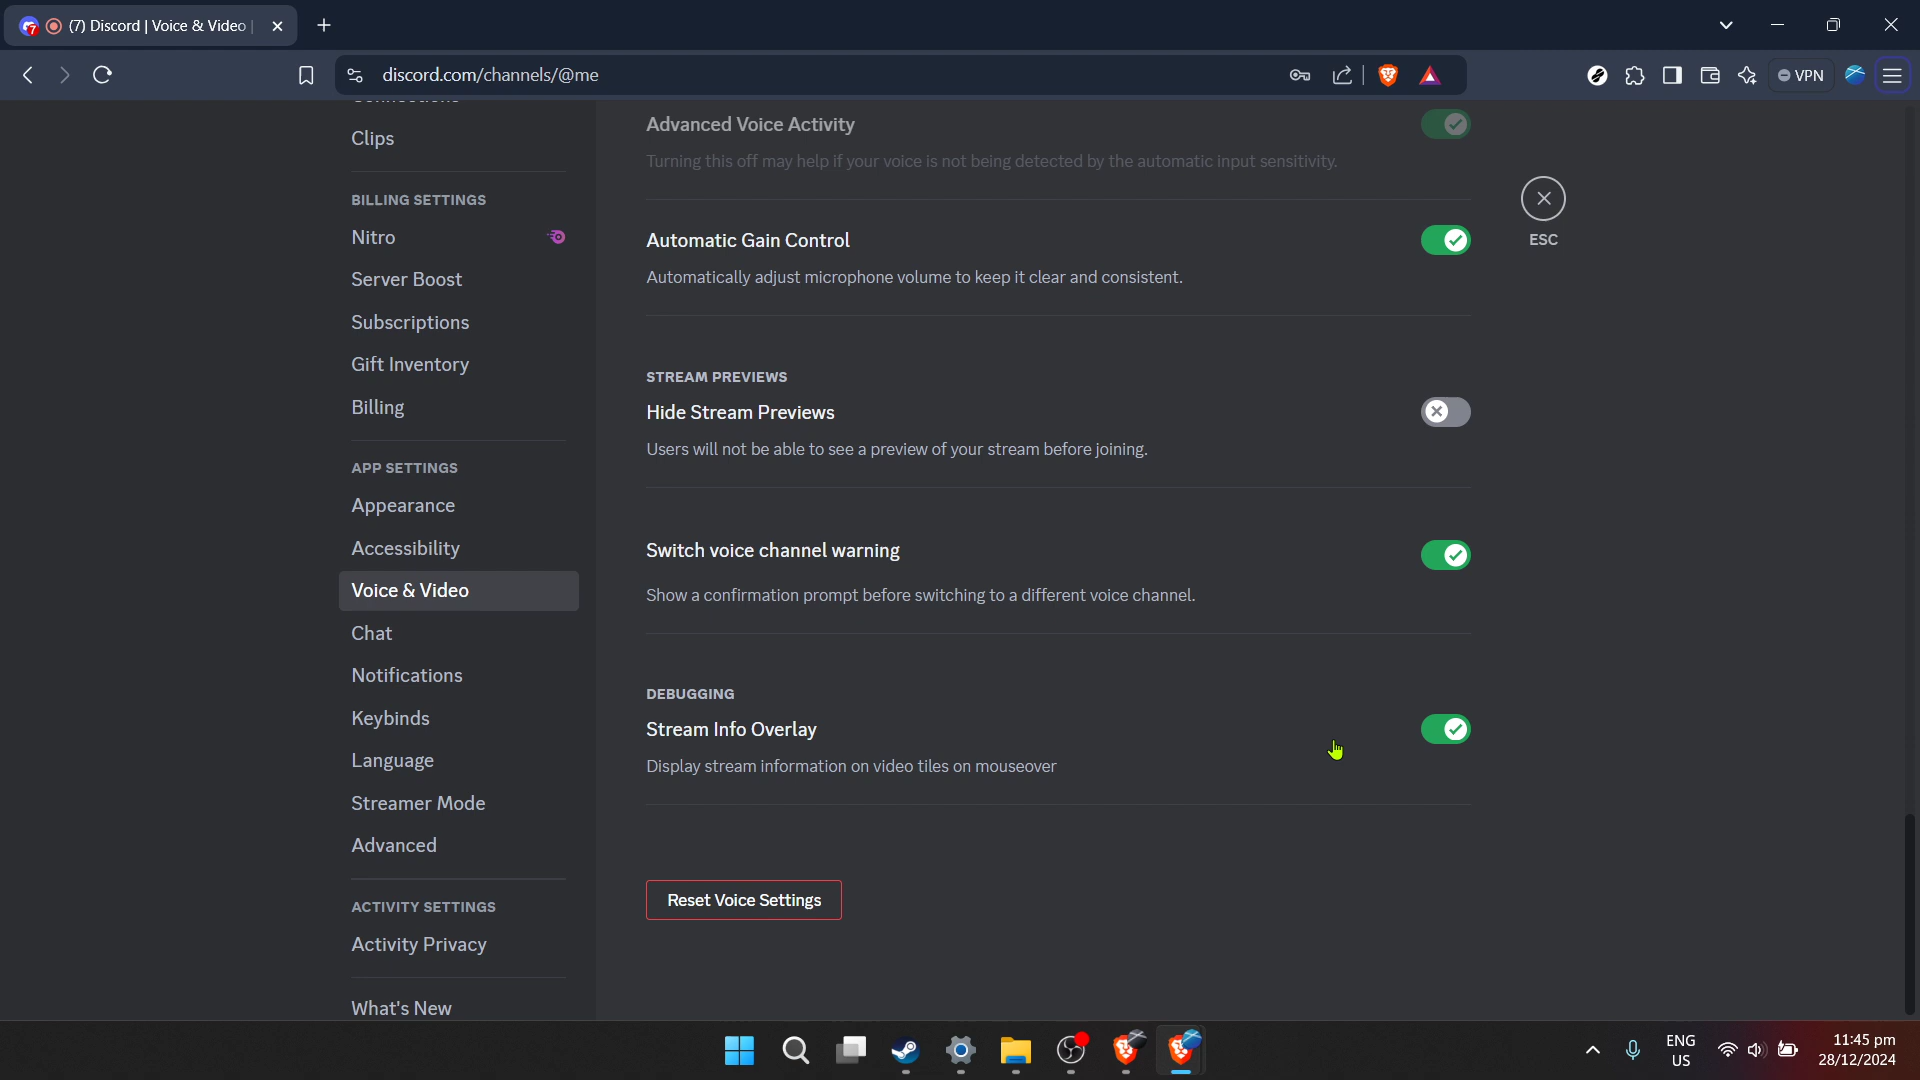 (7) Discord | Voice & Video |
discord.com/channels/@me
VPN
Connections
Clips
BILLING SETTINGS
Nitro
Server Boost
Subscriptions
Gift Inventory
Billing
APP SETTINGS
Appearance
Accessibility
Voice & Video
Chat
Notifications
Keybinds
Language
Streamer Mode
Advanced
ACTIVITY SETTINGS
Activity Privacy
What's New
Advanced Voice Activity
Turning this off may help if your voice is not being detected by the automatic input sensitivity.
Automatic Gain Control
Automatically adjust microphone volume to keep it clear and consistent.
STREAM PREVIEWS
Hide Stream Previews
Users will not be able to see a preview of your stream before joining.
Switch voice channel warning
Show a confirmation prompt before switching to a different voice channel.
DEBUGGING
Stream Info Overlay
Display stream information on video tiles on mouseover
Reset Voice Settings
ESC
ENG
US
11:45 pm
28/12/2024